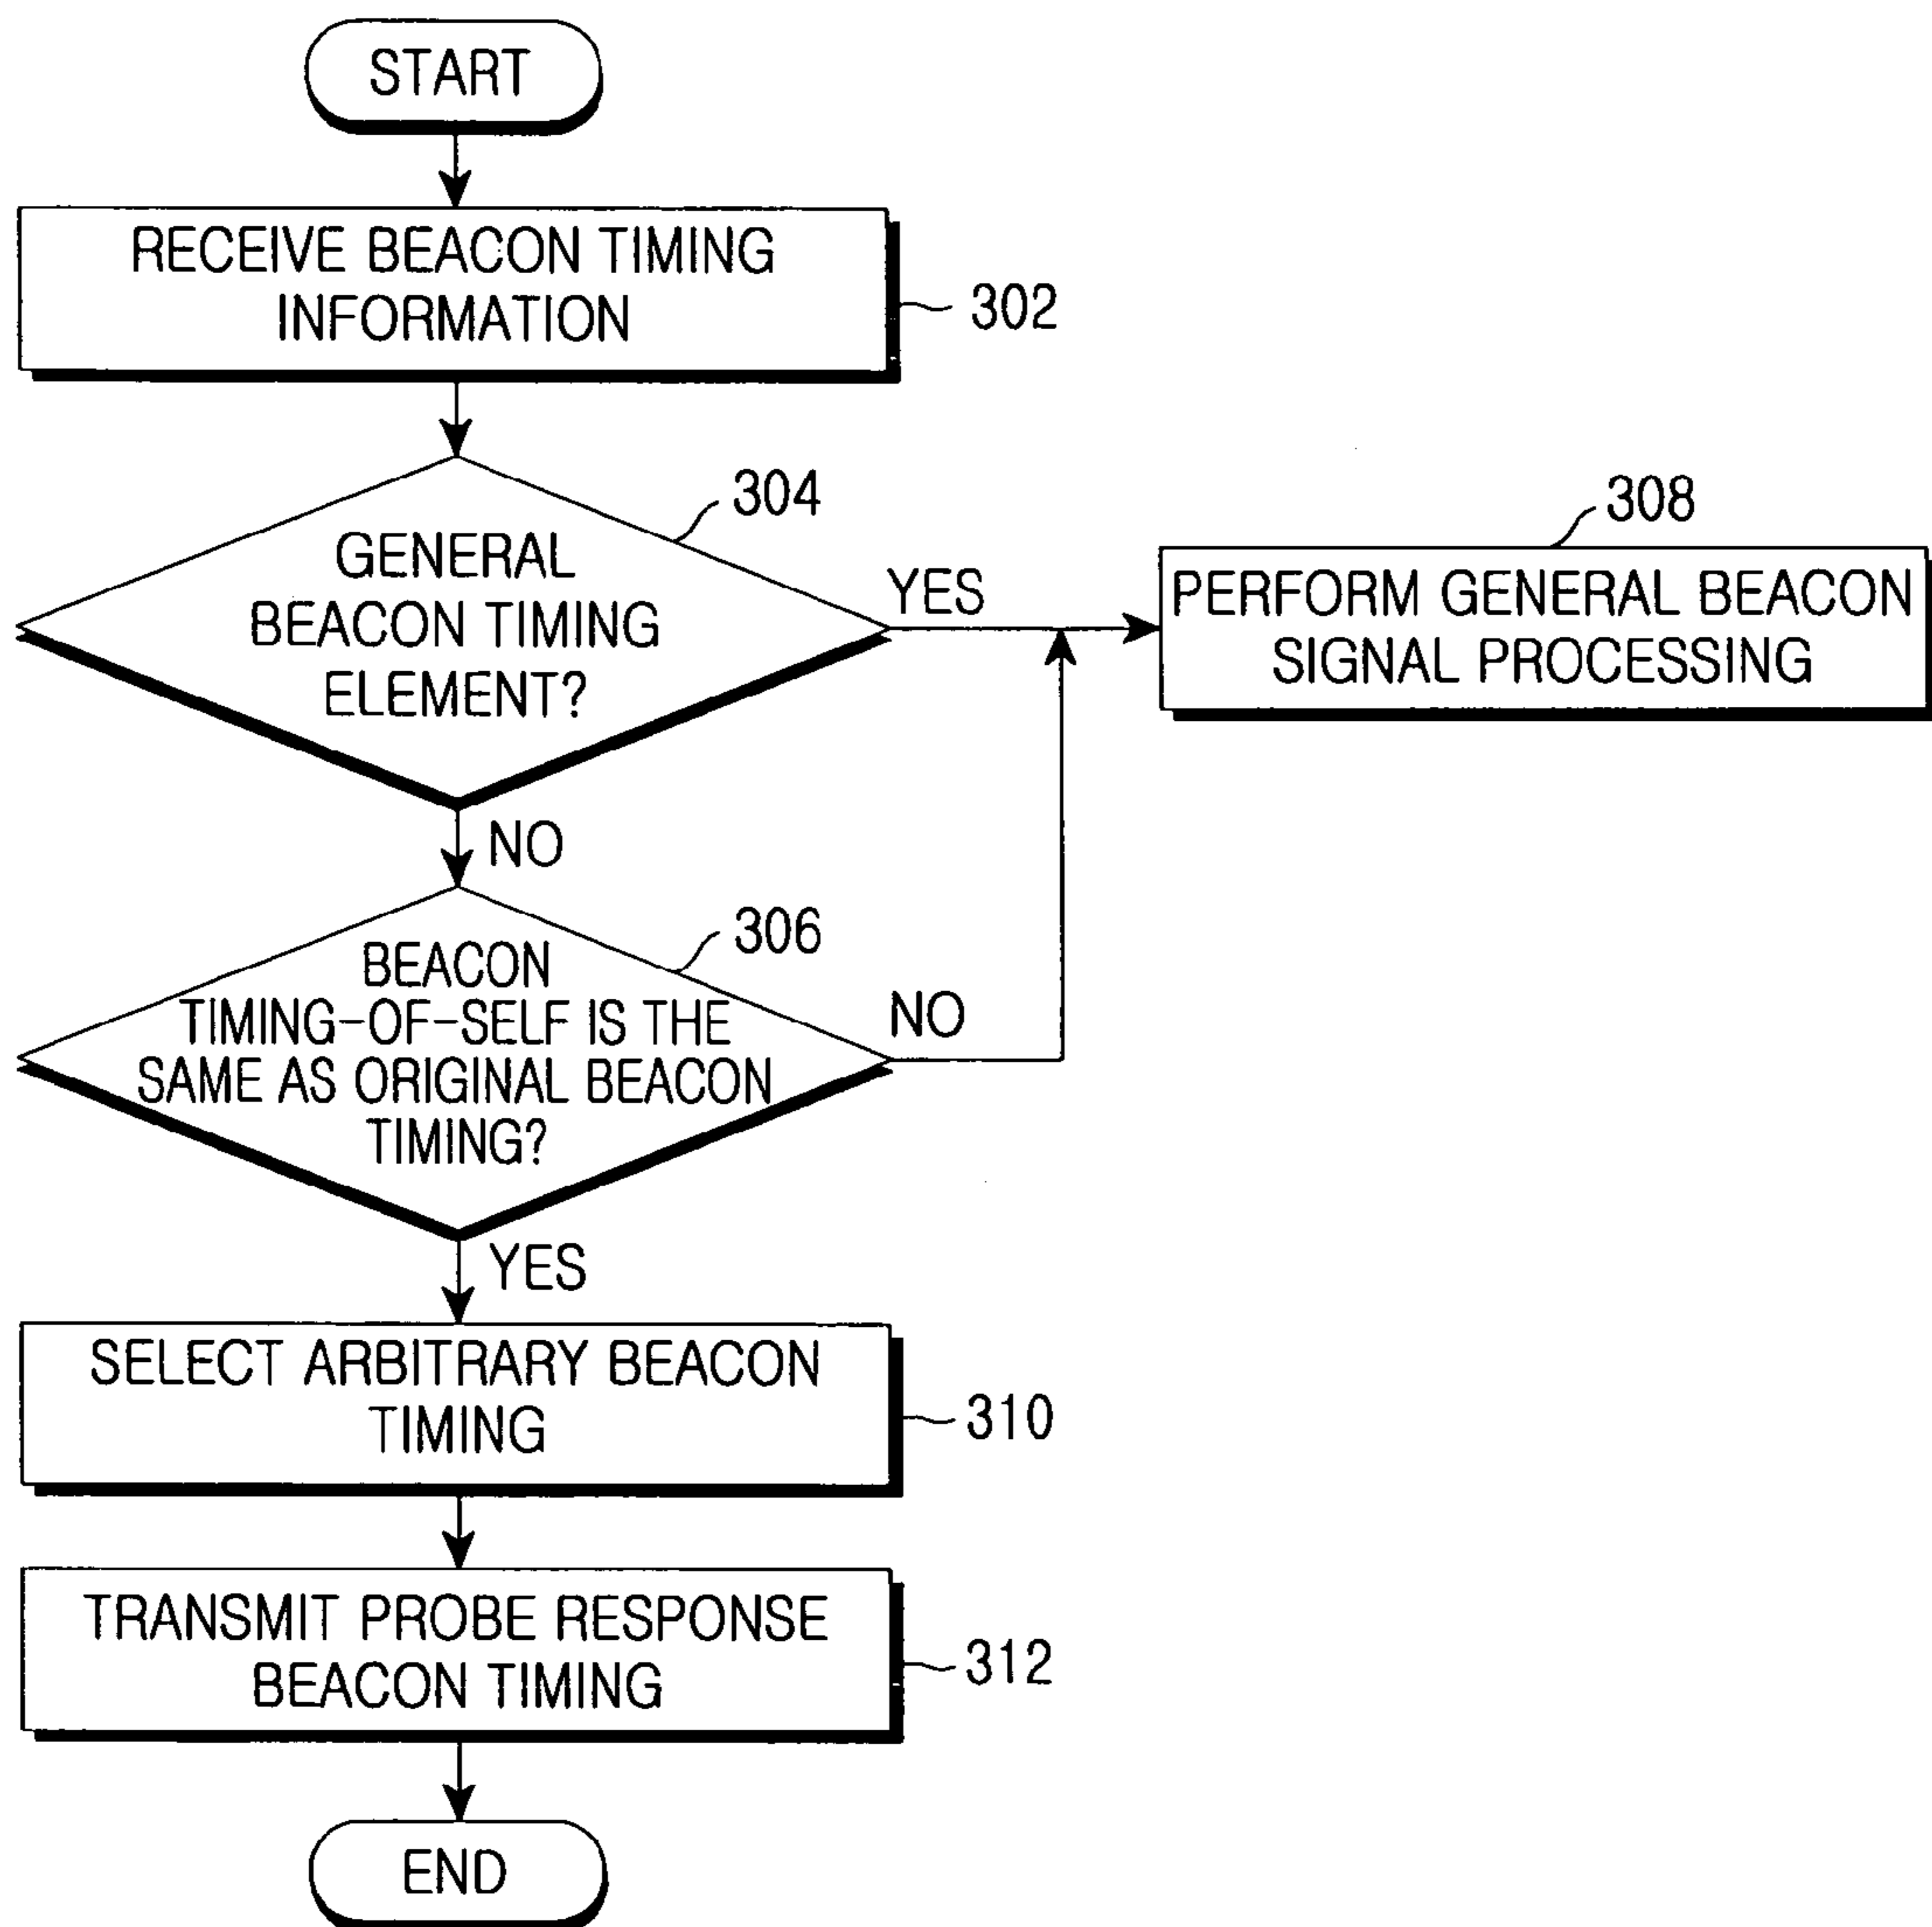 START
RECEIVE BEACON TIMING
INFORMATION
302
304
GENERAL
BEACON TIMING
ELEMENT?
YES
308
PERFORM GENERAL BEACON
SIGNAL PROCESSING
NO
306
BEACON
TIMING-OF-SELF IS THE
SAME AS ORIGINAL BEACON
TIMING?
NO
YES
SELECT ARBITRARY BEACON
TIMING
310
TRANSMIT PROBE RESPONSE
BEACON TIMING
312
END